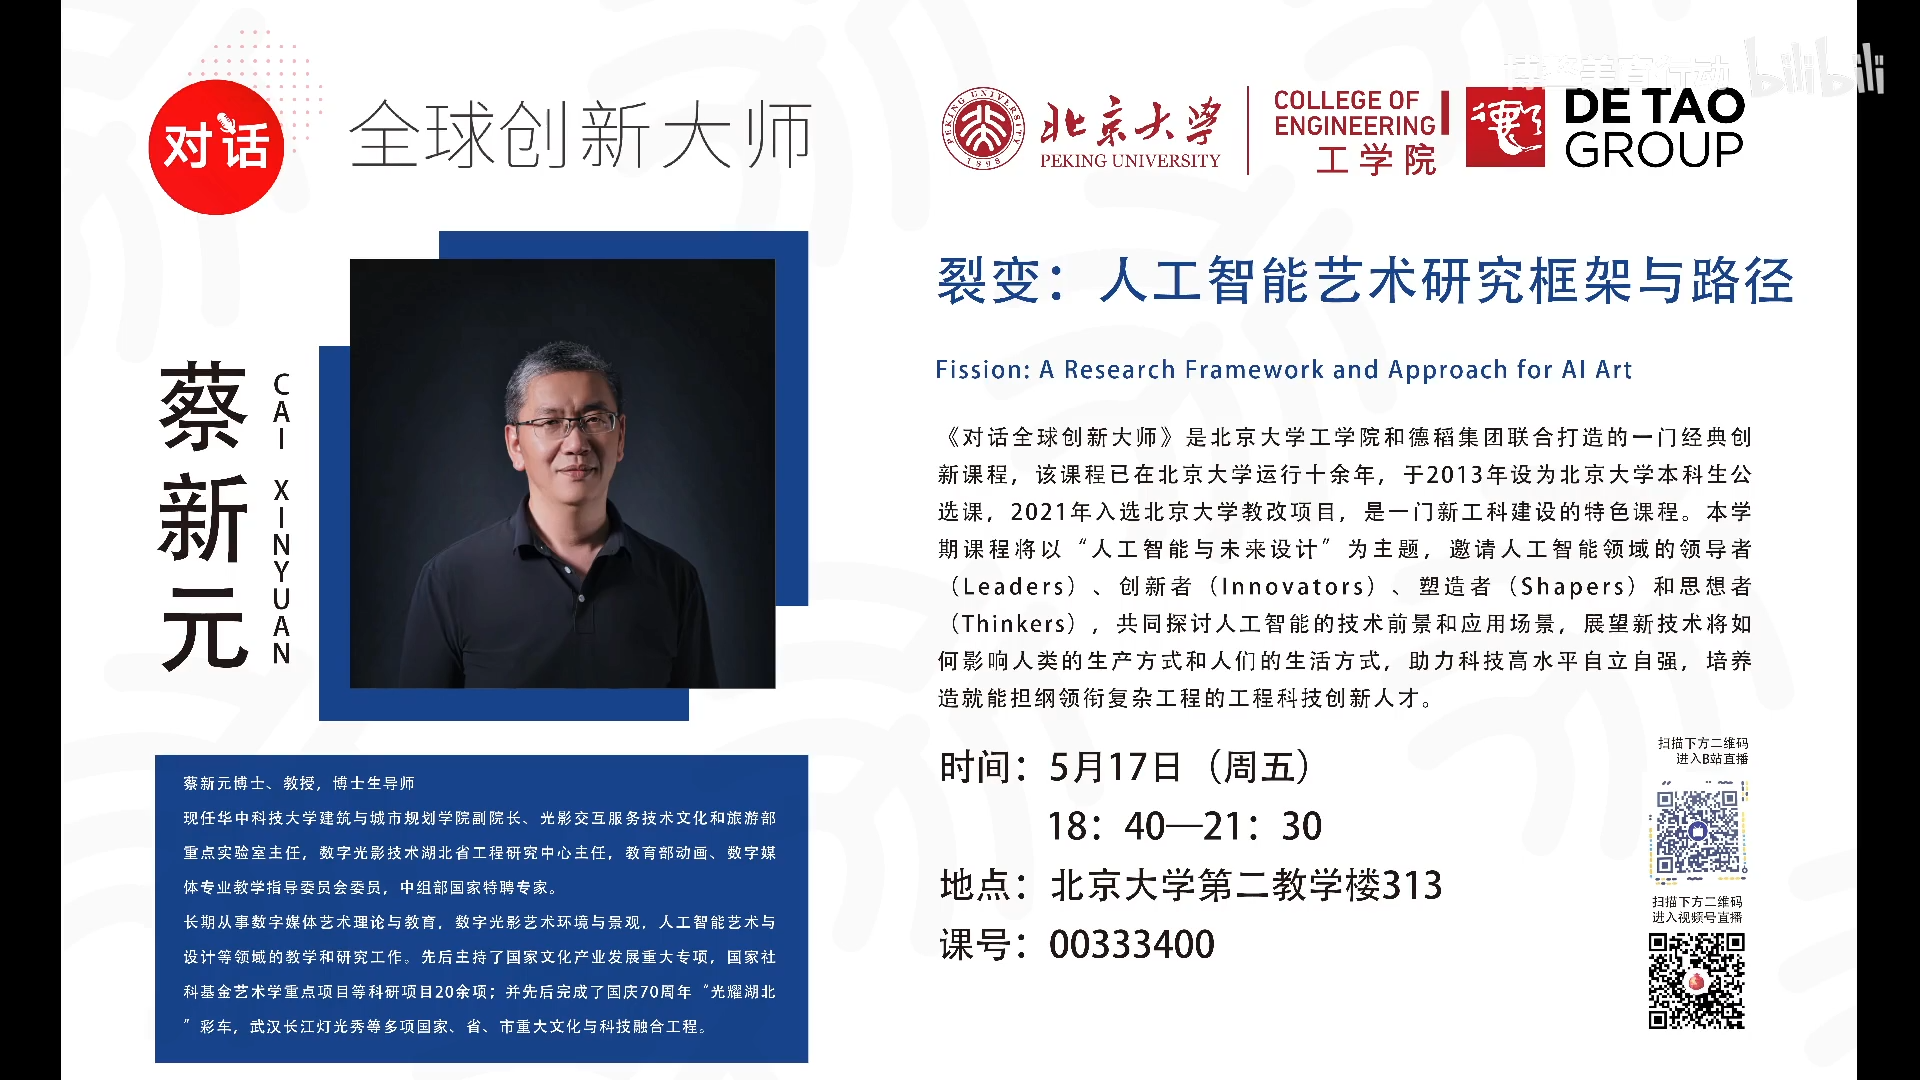 对话
全球创新大师
PEKING UNIVERSITY
1898
北京大学
PEKING UNIVERSITY
COLLEGE OF
ENGINEERING
工学院
DE TAO
GROUP
博雅美育行动
bilibili
蔡新元
CAI XINYUAN
裂变：人工智能艺术研究框架与路径
Fission: A Research Framework and Approach for AI Art
《对话全球创新大师》是北京大学工学院和德稻集团联合打造的一门经典创
新课程，该课程已在北京大学运行十余年，于2013年设为北京大学本科生公
选课，2021年入选北京大学教改项目，是一门新工科建设的特色课程。本学
期课程将以“人工智能与未来设计”为主题，邀请人工智能领域的领导者
（Leaders）、创新者（Innovators）、塑造者（Shapers）和思想者
（Thinkers），共同探讨人工智能的技术前景和应用场景，展望新技术将如
何影响人类的生产方式和人们的生活方式，助力科技高水平自立自强，培养
造就能担纲领衔复杂工程的工程科技创新人才。
时间：5月17日（周五）
18：40—21：30
地点：北京大学第二教学楼313
课号：00333400
扫描下方二维码
进入B站直播
扫描下方二维码
进入视频号直播
蔡新元博士、教授，博士生导师
现任华中科技大学建筑与城市规划学院副院长、光影交互服务技术文化和旅游部
重点实验室主任，数字光影技术湖北省工程研究中心主任，教育部动画、数字媒
体专业教学指导委员会委员，中组部国家特聘专家。
长期从事数字媒体艺术理论与教育，数字光影艺术环境与景观，人工智能艺术与
设计等领域的教学和研究工作。先后主持了国家文化产业发展重大专项，国家社
科基金艺术学重点项目等科研项目20余项；并先后完成了国庆70周年“光耀湖北
”彩车，武汉长江灯光秀等多项国家、省、市重大文化与科技融合工程。